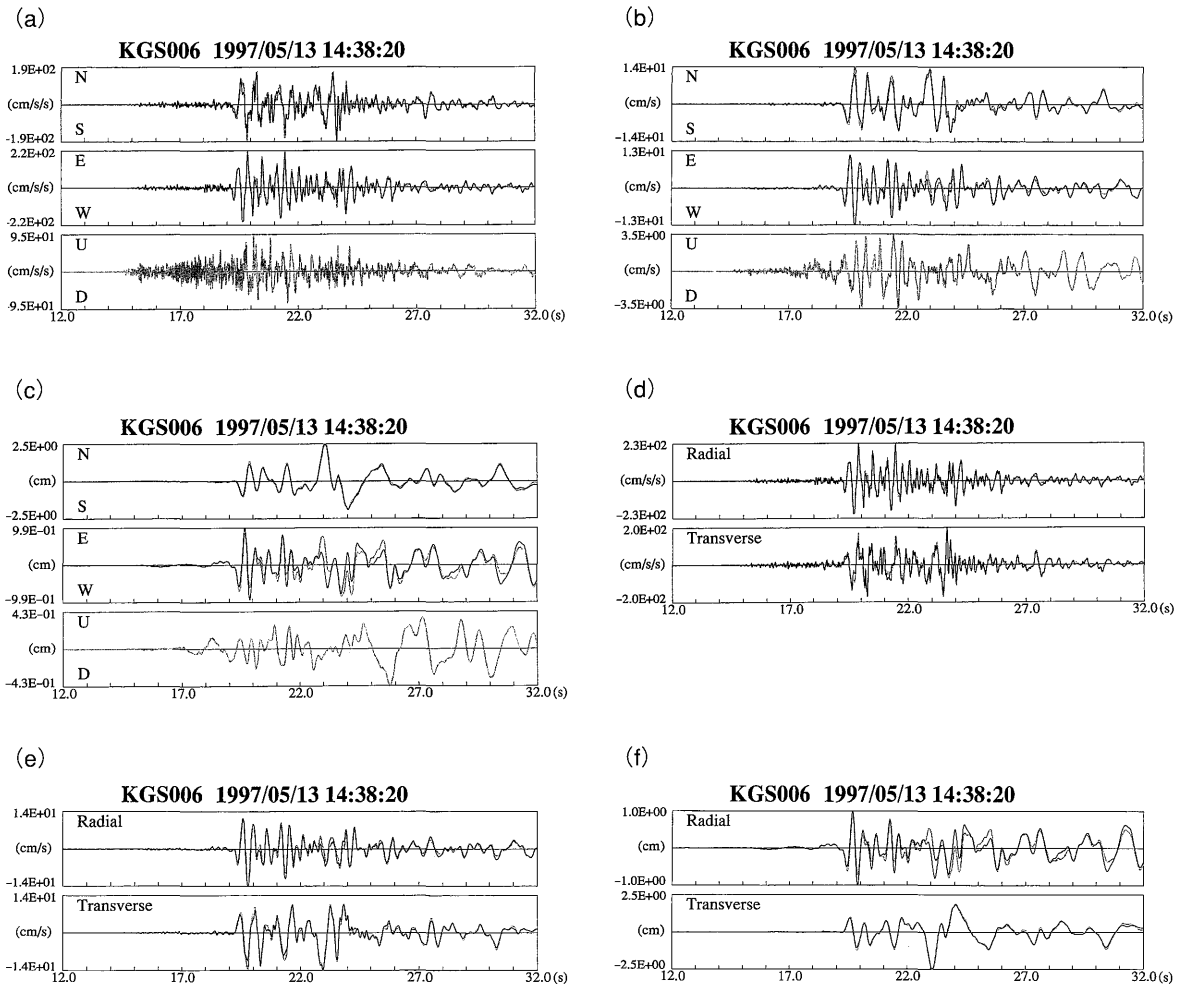 (a)
KGS006 1997/05/13 14:38:20
1.9E+02
N
(cm/s/s)
S
-1.9E+02
2.2E+02
E
(cm/s/s)
W
-2.2E+02
9.5E+01
U
(cm/s/s)
D
9.5E+01
12.0 17.0 22.0 27.0 32.0 (s)
(b)
KGS006 1997/05/13 14:38:20
1.4E+01
N
(cm/s)
S
-1.4E+01
1.3E+01
E
(cm/s)
W
-1.3E+01
3.5E+00
U
(cm/s)
D
-3.5E+00
12.0 17.0 22.0 27.0 32.0 (s)
(c)
KGS006 1997/05/13 14:38:20
2.5E+00
N
(cm)
S
-2.5E+00
9.9E-01
E
(cm)
W
-9.9E-01
4.3E-01
U
(cm)
D
-4.3E-01
12.0 17.0 22.0 27.0 32.0 (s)
(d)
KGS006 1997/05/13 14:38:20
2.3E+02
Radial
(cm/s/s)
-2.3E+02
2.0E+02
Transverse
(cm/s/s)
-2.0E+02
12.0 17.0 22.0 27.0 32.0 (s)
(e)
KGS006 1997/05/13 14:38:20
1.4E+01
Radial
(cm/s)
-1.4E+01
1.4E+01
Transverse
(cm/s)
-1.4E+01
12.0 17.0 22.0 27.0 32.0 (s)
(f)
KGS006 1997/05/13 14:38:20
1.0E+00
Radial
(cm)
-1.0E+00
2.5E+00
Transverse
(cm)
-2.5E+00
12.0 17.0 22.0 27.0 32.0 (s)